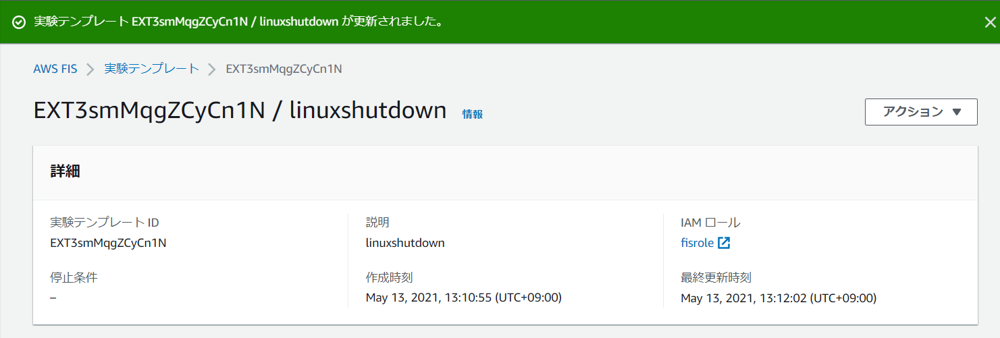 実験テンプレート EXT3smMqgZCyCn1N / linuxshutdown が更新されました。
AWS FIS > 実験テンプレート > EXT3smMqgZCyCn1N
EXT3smMqgZCyCn1N / linuxshutdown 情報
アクション ▼
詳細
実験テンプレート ID
EXT3smMqgZCyCn1N
説明
linuxshutdown
IAM ロール
fisrole
停止条件
–
作成時刻
May 13, 2021, 13:10:55 (UTC+09:00)
最終更新時刻
May 13, 2021, 13:12:02 (UTC+09:00)